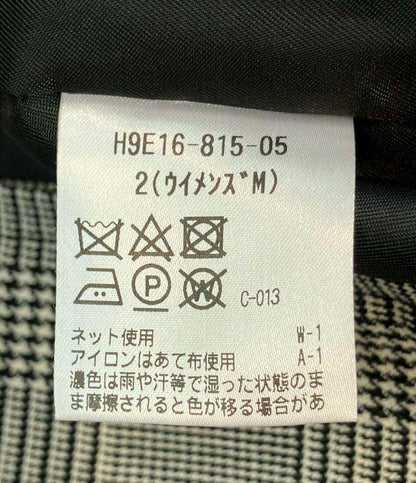 H9E16-815-05
2(ウイメンズM)
P W C-013
ネット使用 W-1
アイロンはあて布使用 A-1
濃色は雨や汗等で湿った状態のま
ま摩擦されると色が移る場合があ